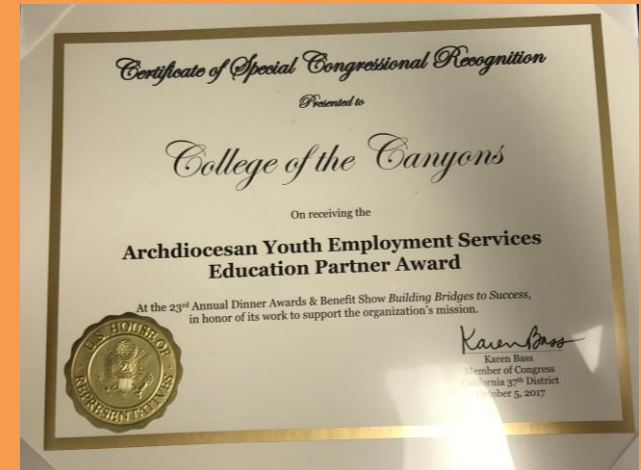 Certificate of Special Congressional Recognition
Presented to
College of the Canyons
On receiving the
Archdiocesan Youth Employment Services
Education Partner Award
At the 23rd Annual Dinner Awards & Benefit Show Building Bridges to Success,
in honor of its work to support the organization's mission.
Karen Bass
Karen Bass
Member of Congress
California 37th District
October 5, 2017
U.S. HOUSE OF
REPRESENTATIVES